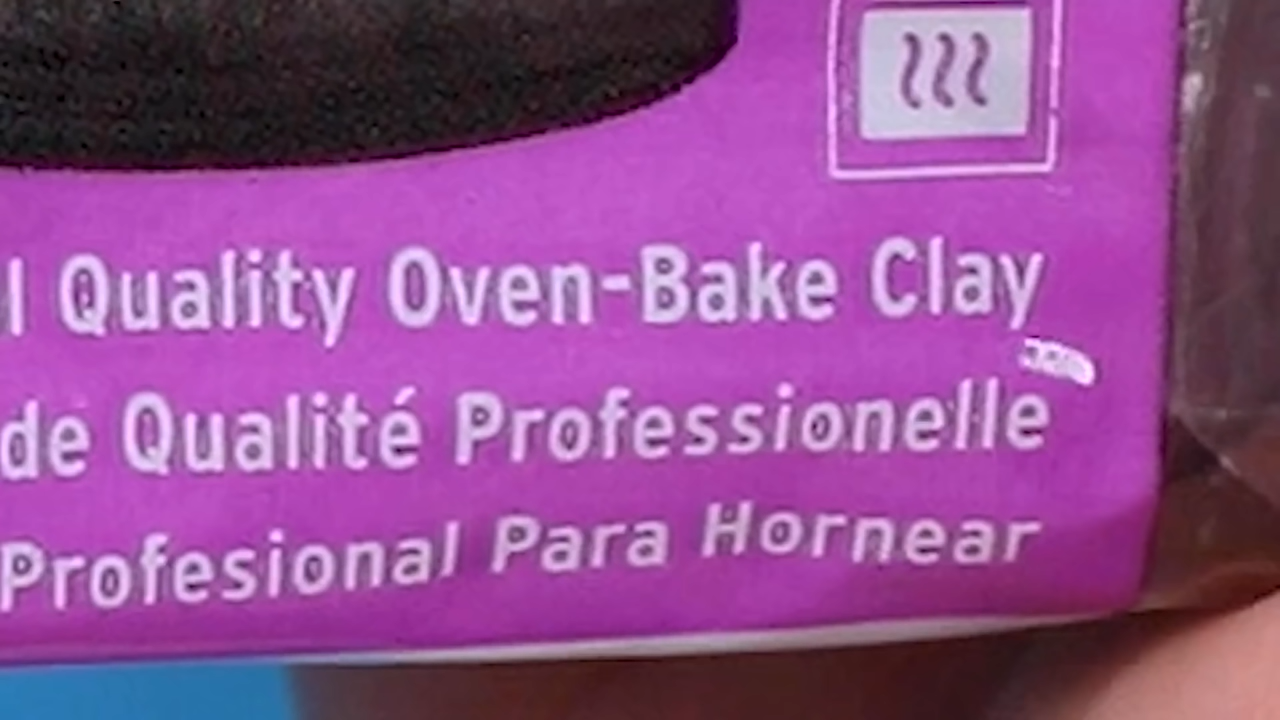 l Quality Oven-Bake Clay
de Qualité Professionelle
Profesional Para Hornear